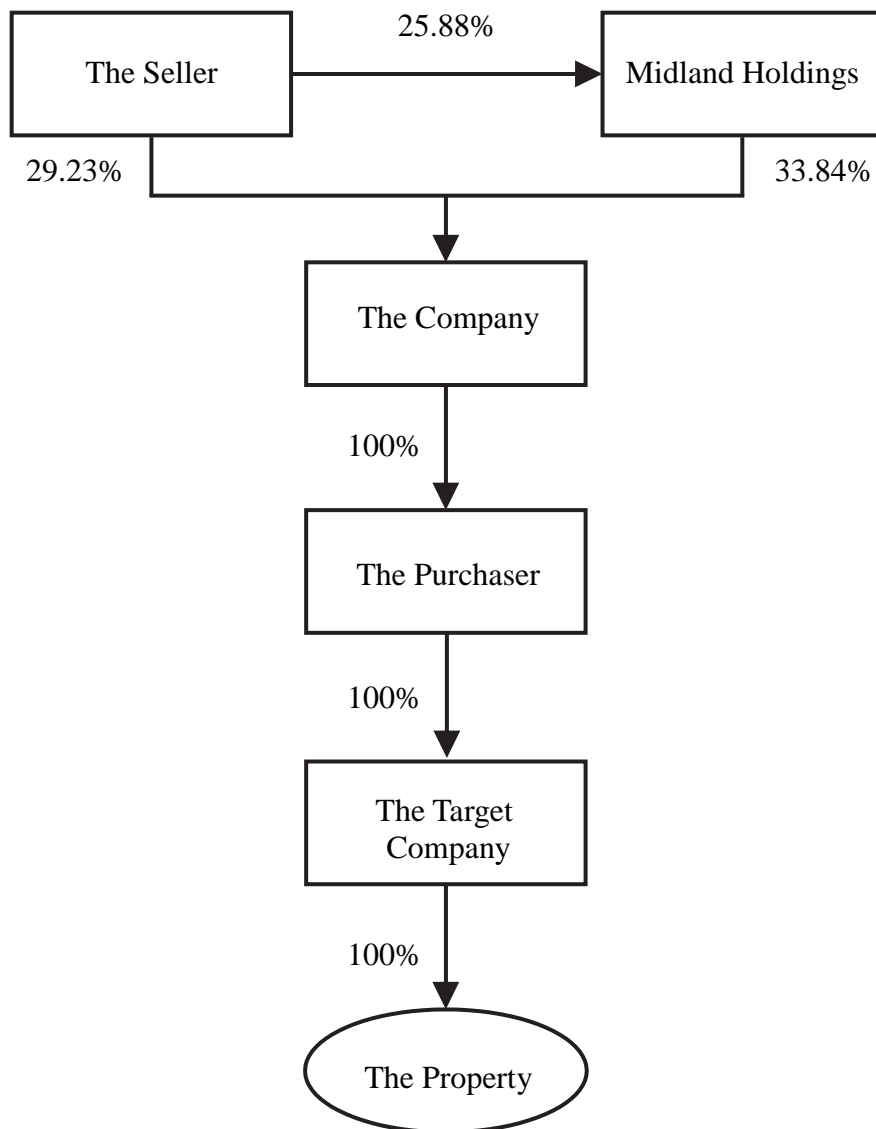 25.88%
The Seller
Midland Holdings
29.23%
33.84%
The Company
100%
The Purchaser
100%
The Target
Company
100%
The Property